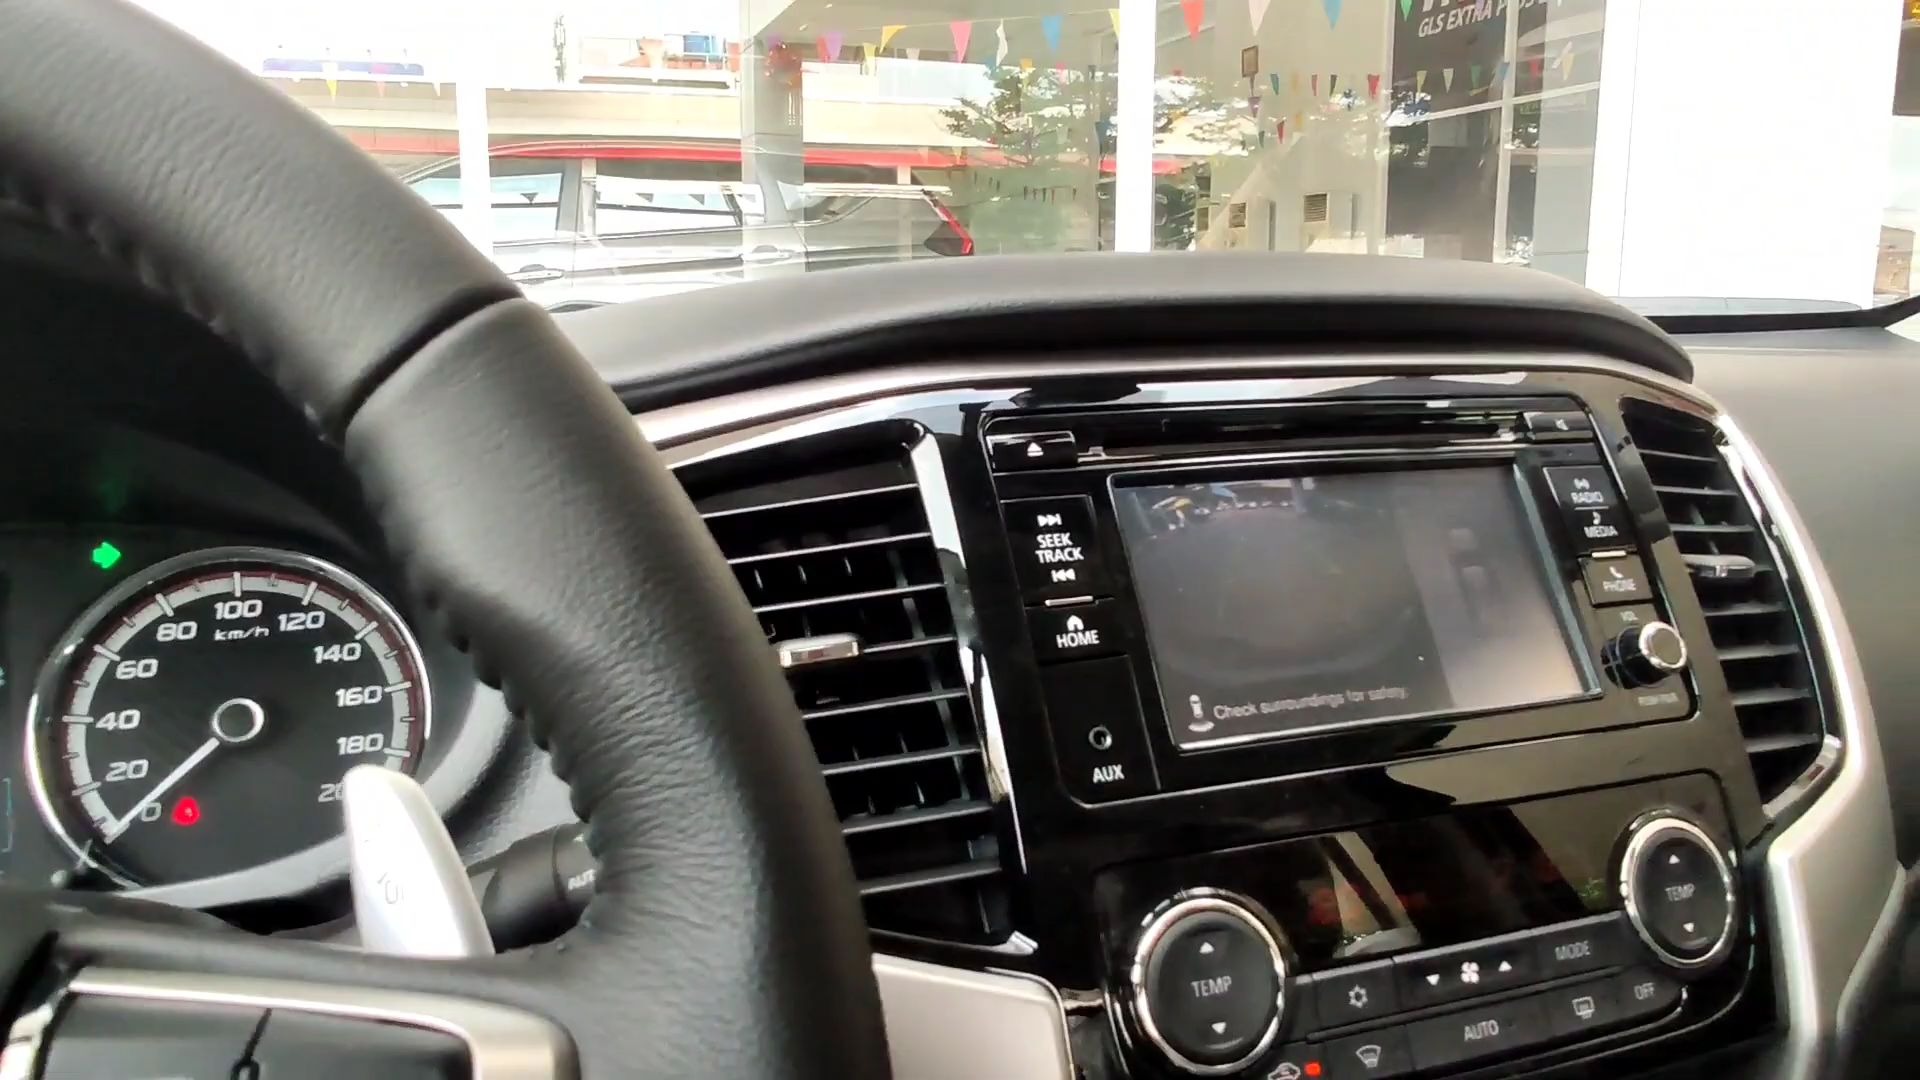 GLS EXTRA
0
20
40
60
80
100
120
140
160
180
km/h
SEEK
TRACK
HOME
AUX
RADIO
MEDIA
PHONE
VOL
Check surroundings for safety.
TEMP
TEMP
MODE
AUTO
OFF